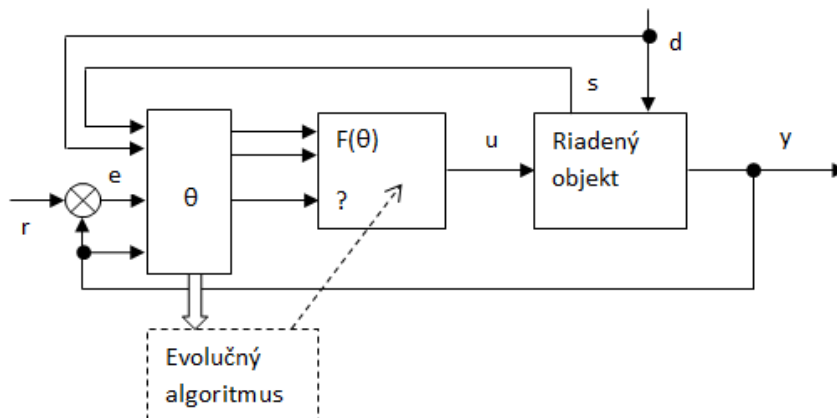 d
s
F(θ)
Riadený
objekt
u
y
e
θ
?
r
Evolučný
algoritmus